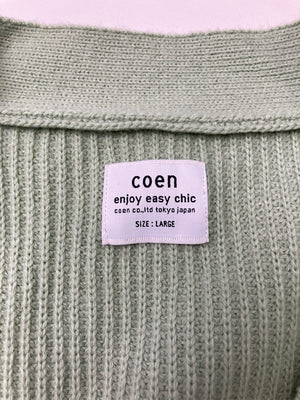 coen
enjoy easy chic
coen co.,ltd tokyo japan
SIZE : LARGE